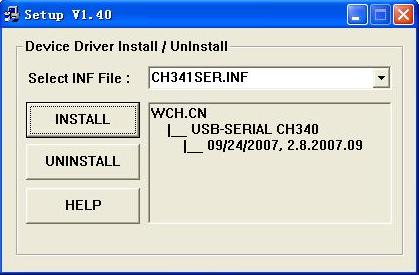 Setup V1.40
Device Driver Install / UnInstall
Select INF File : CH341SER.INF
INSTALL
UNINSTALL
HELP
WCH.CN
|__ USB-SERIAL CH340
|__ 09/24/2007, 2.8.2007.09